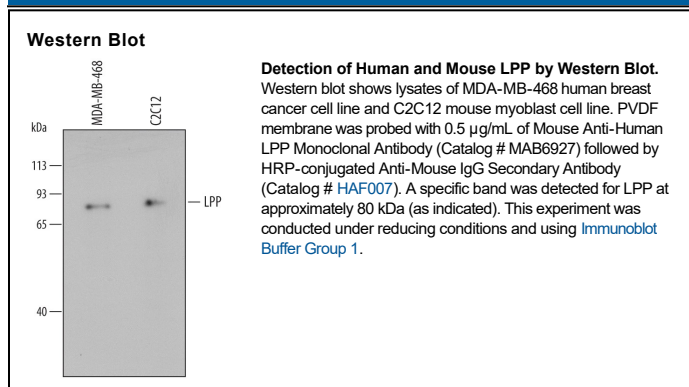 Western Blot
MDA-MB-468
C2C12
kDa
113
93
65
40
LPP
Detection of Human and Mouse LPP by Western Blot.
Western blot shows lysates of MDA-MB-468 human breast
cancer cell line and C2C12 mouse myoblast cell line. PVDF
membrane was probed with 0.5 µg/mL of Mouse Anti-Human
LPP Monoclonal Antibody (Catalog # MAB6927) followed by
HRP-conjugated Anti-Mouse IgG Secondary Antibody
(Catalog # HAF007). A specific band was detected for LPP at
approximately 80 kDa (as indicated). This experiment was
conducted under reducing conditions and using Immunoblot
Buffer Group 1.